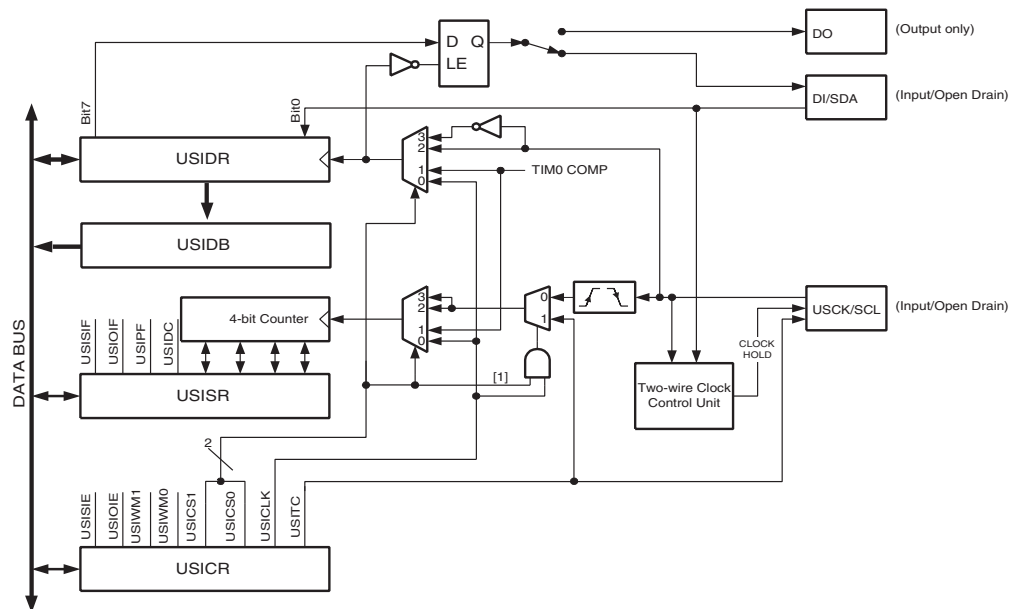 DO
(Output only)
D Q
LE
DI/SDA
(Input/Open Drain)
Bit7
Bit0
USIDR
3
2
1
0
TIM0 COMP
USIDB
DATA BUS
4-bit Counter
3
2
1
0
0
1
USCK/SCL
(Input/Open Drain)
CLOCK
HOLD
USISIF
USIOIF
USIPF
USIDC
[1]
Two-wire Clock
Control Unit
USISR
2
USISIE
USIOIE
USIWM1
USIWM0
USICS1
USICS0
USICLK
USITC
USICR